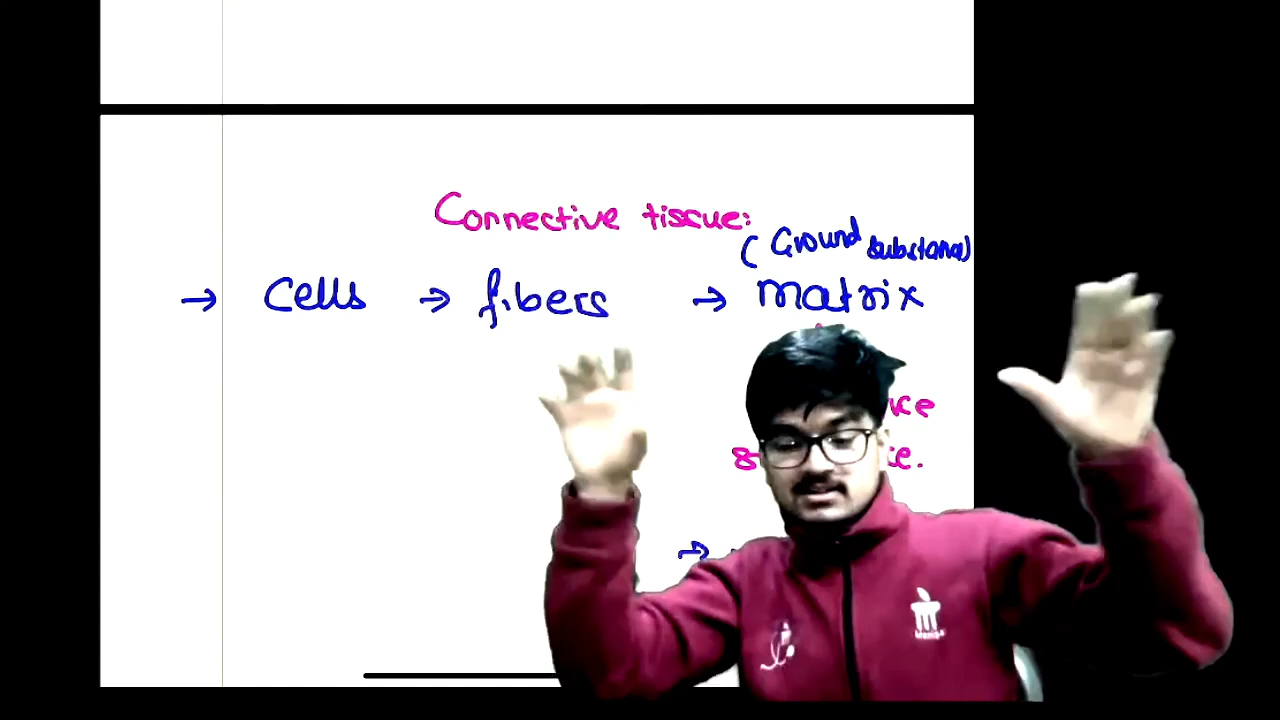 Connective tissue:
(Ground substance)
→ Cells → fibers → matrix